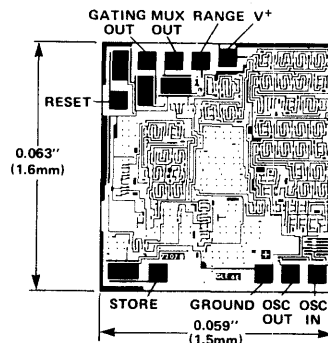 GATING MUX RANGE V+
OUT OUT
RESET
0.063"
(1.6mm)
STORE GROUND OSC OSC
OUT IN
0.059"
(1.5mm)